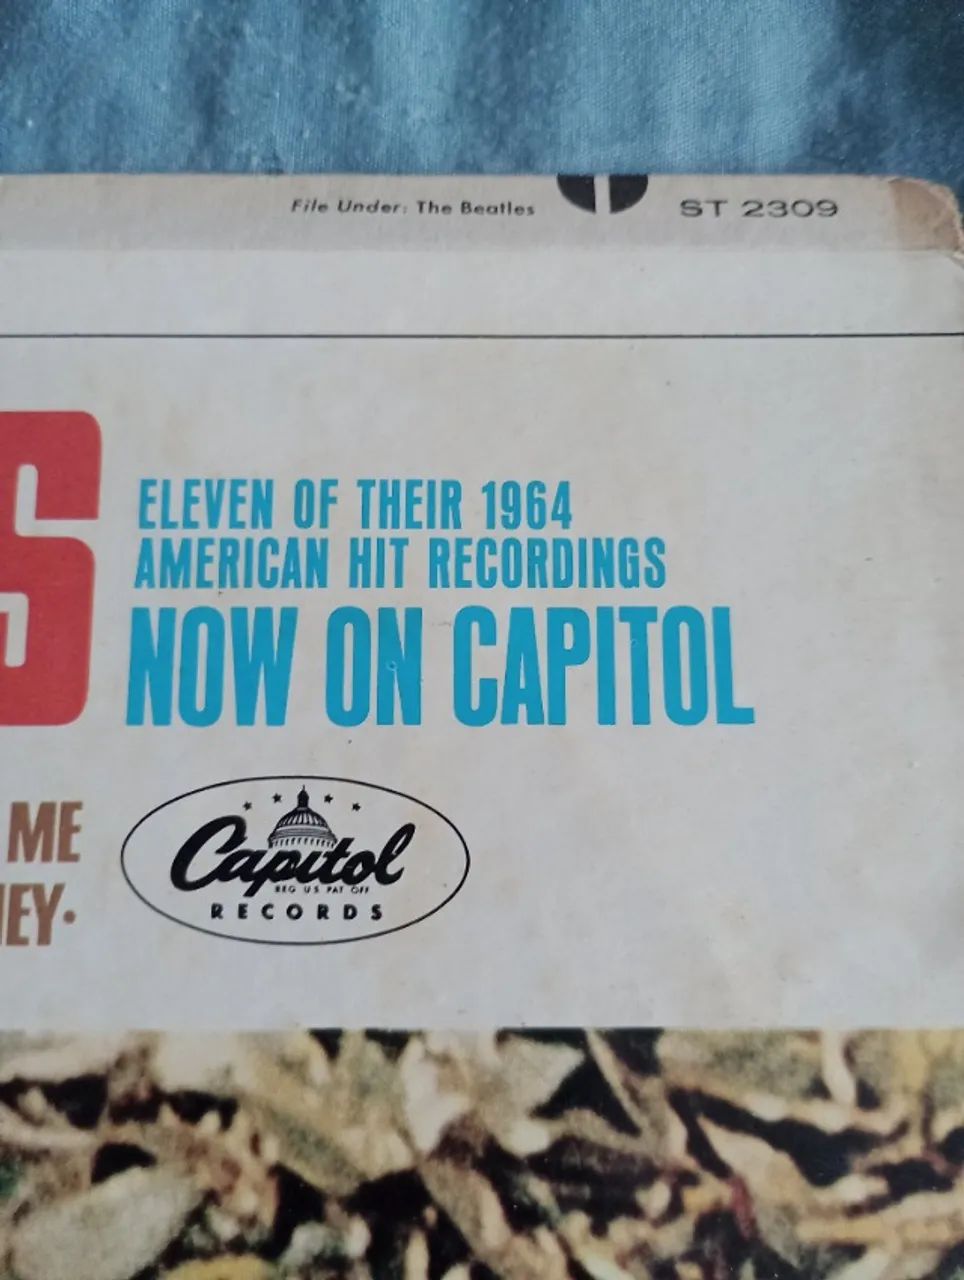 File Under: The Beatles
ST 2309
S
ELEVEN OF THEIR 1964
AMERICAN HIT RECORDINGS
NOW ON CAPITOL
ME
EY•
Capitol
REG U S PAT OFF
RECORDS